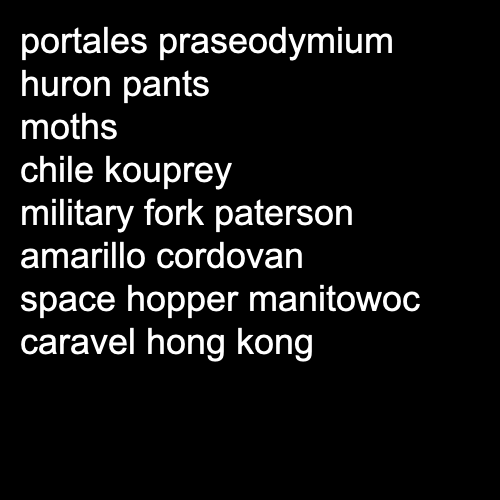 portales praseodymium
huron pants
moths
chile kouprey
military fork paterson
amarillo cordovan
space hopper manitowoc
caravel hong kong